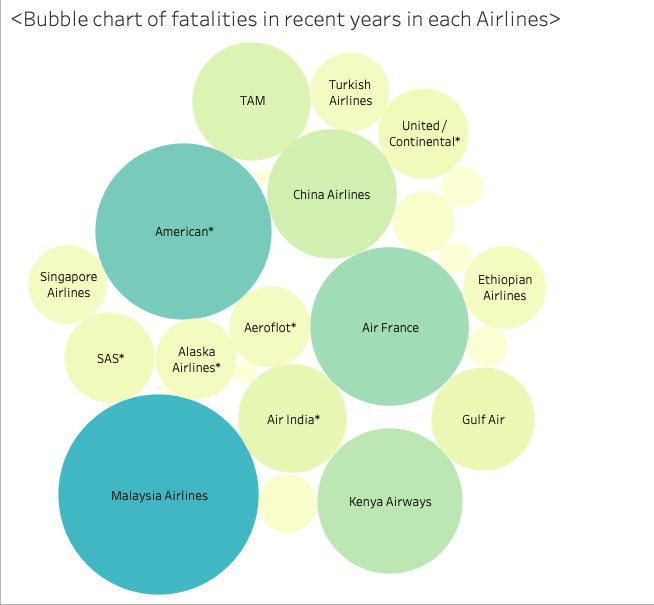 <Bubble chart of fatalities in recent years in each Airlines>
TAM
Turkish
Airlines
United /
Continental*
China Airlines
American*
Singapore
Airlines
Ethiopian
Airlines
Aeroflot*
Air France
SAS*
Alaska
Airlines*
Air India*
Gulf Air
Malaysia Airlines
Kenya Airways